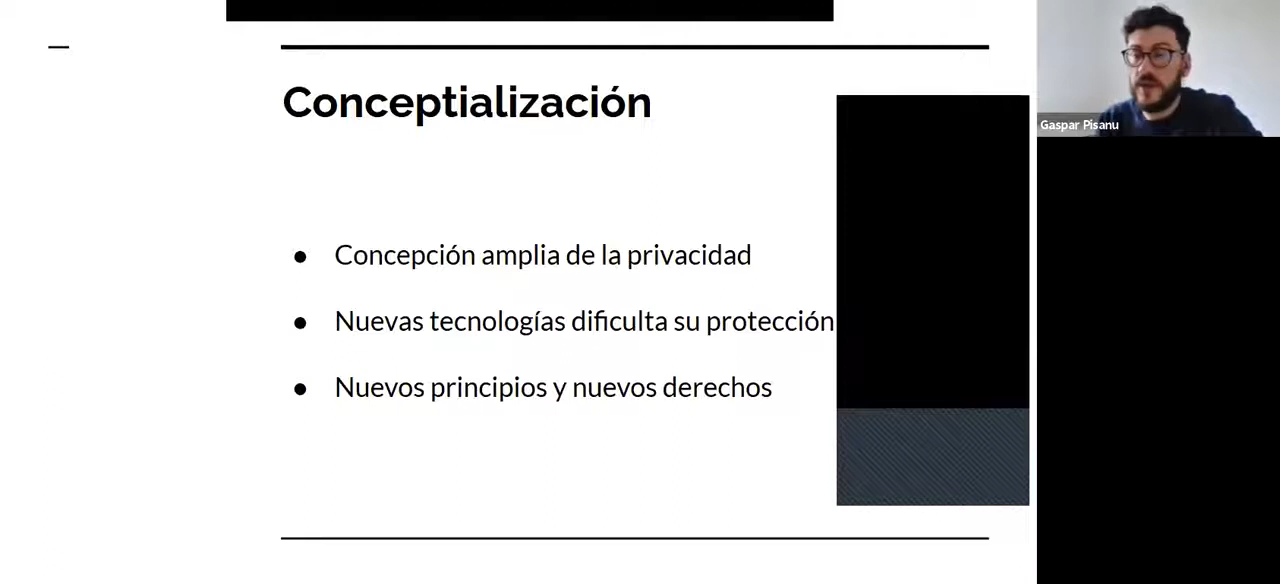 Conceptialización
● Concepción amplia de la privacidad
● Nuevas tecnologías dificulta su protección
● Nuevos principios y nuevos derechos
Gaspar Pisanu